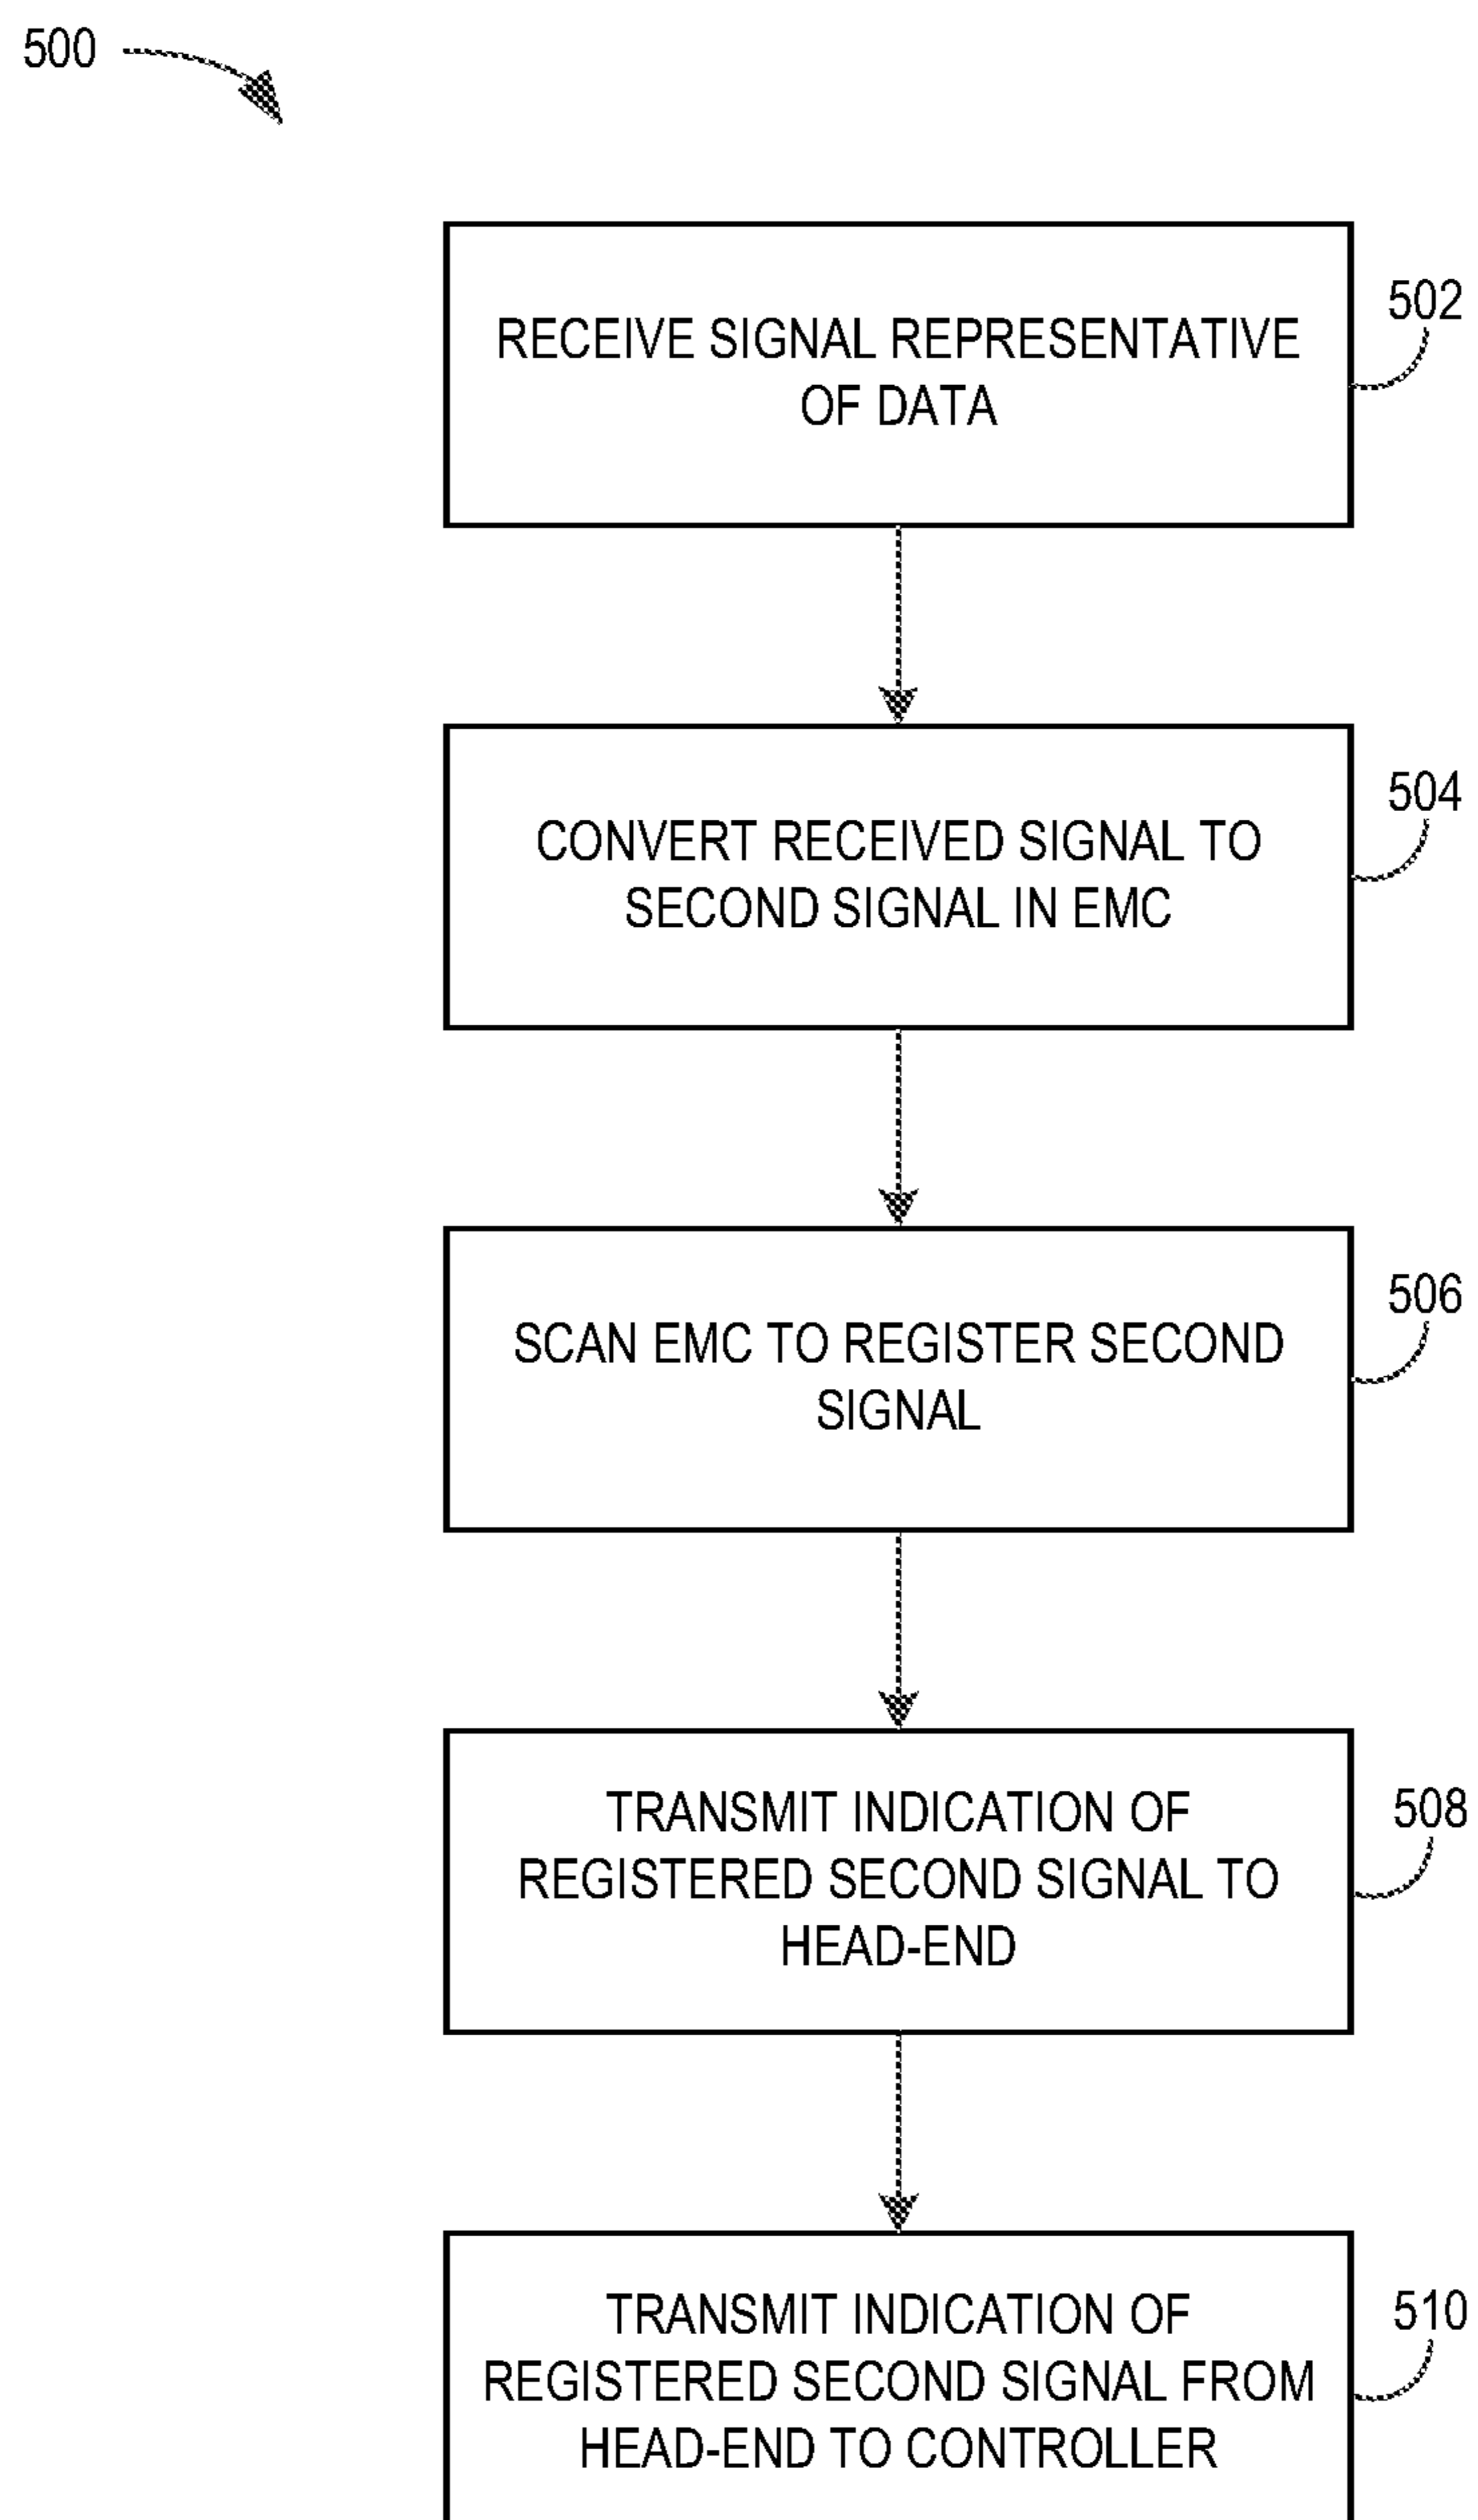 500
502
RECEIVE SIGNAL REPRESENTATIVE
OF DATA
504
CONVERT RECEIVED SIGNAL TO
SECOND SIGNAL IN EMC
506
SCAN EMC TO REGISTER SECOND
SIGNAL
508
TRANSMIT INDICATION OF
REGISTERED SECOND SIGNAL TO
HEAD-END
510
TRANSMIT INDICATION OF
REGISTERED SECOND SIGNAL FROM
HEAD-END TO CONTROLLER